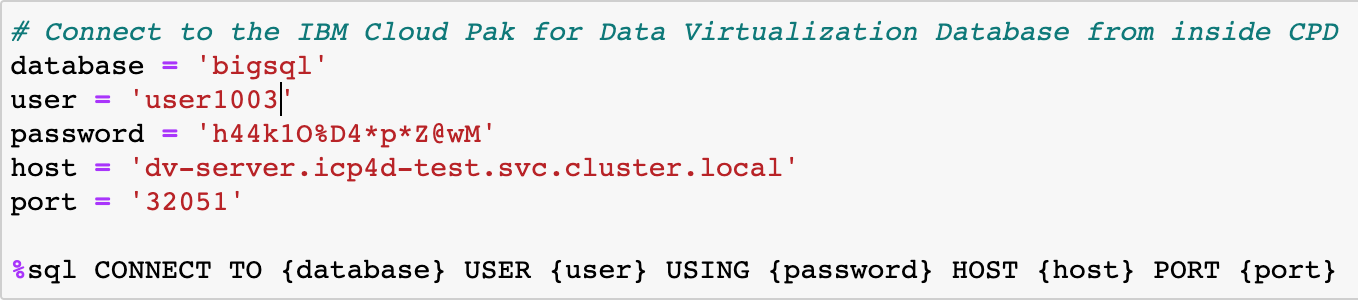 # Connect to the IBM Cloud Pak for Data Virtualization Database from inside CPD
database = 'bigsql'
user = 'user1003'
password = 'h44k1O%D4*p*Z@wM'
host = 'dv-server.icp4d-test.svc.cluster.local'
port = '32051'
%sql CONNECT TO {database} USER {user} USING {password} HOST {host} PORT {port}